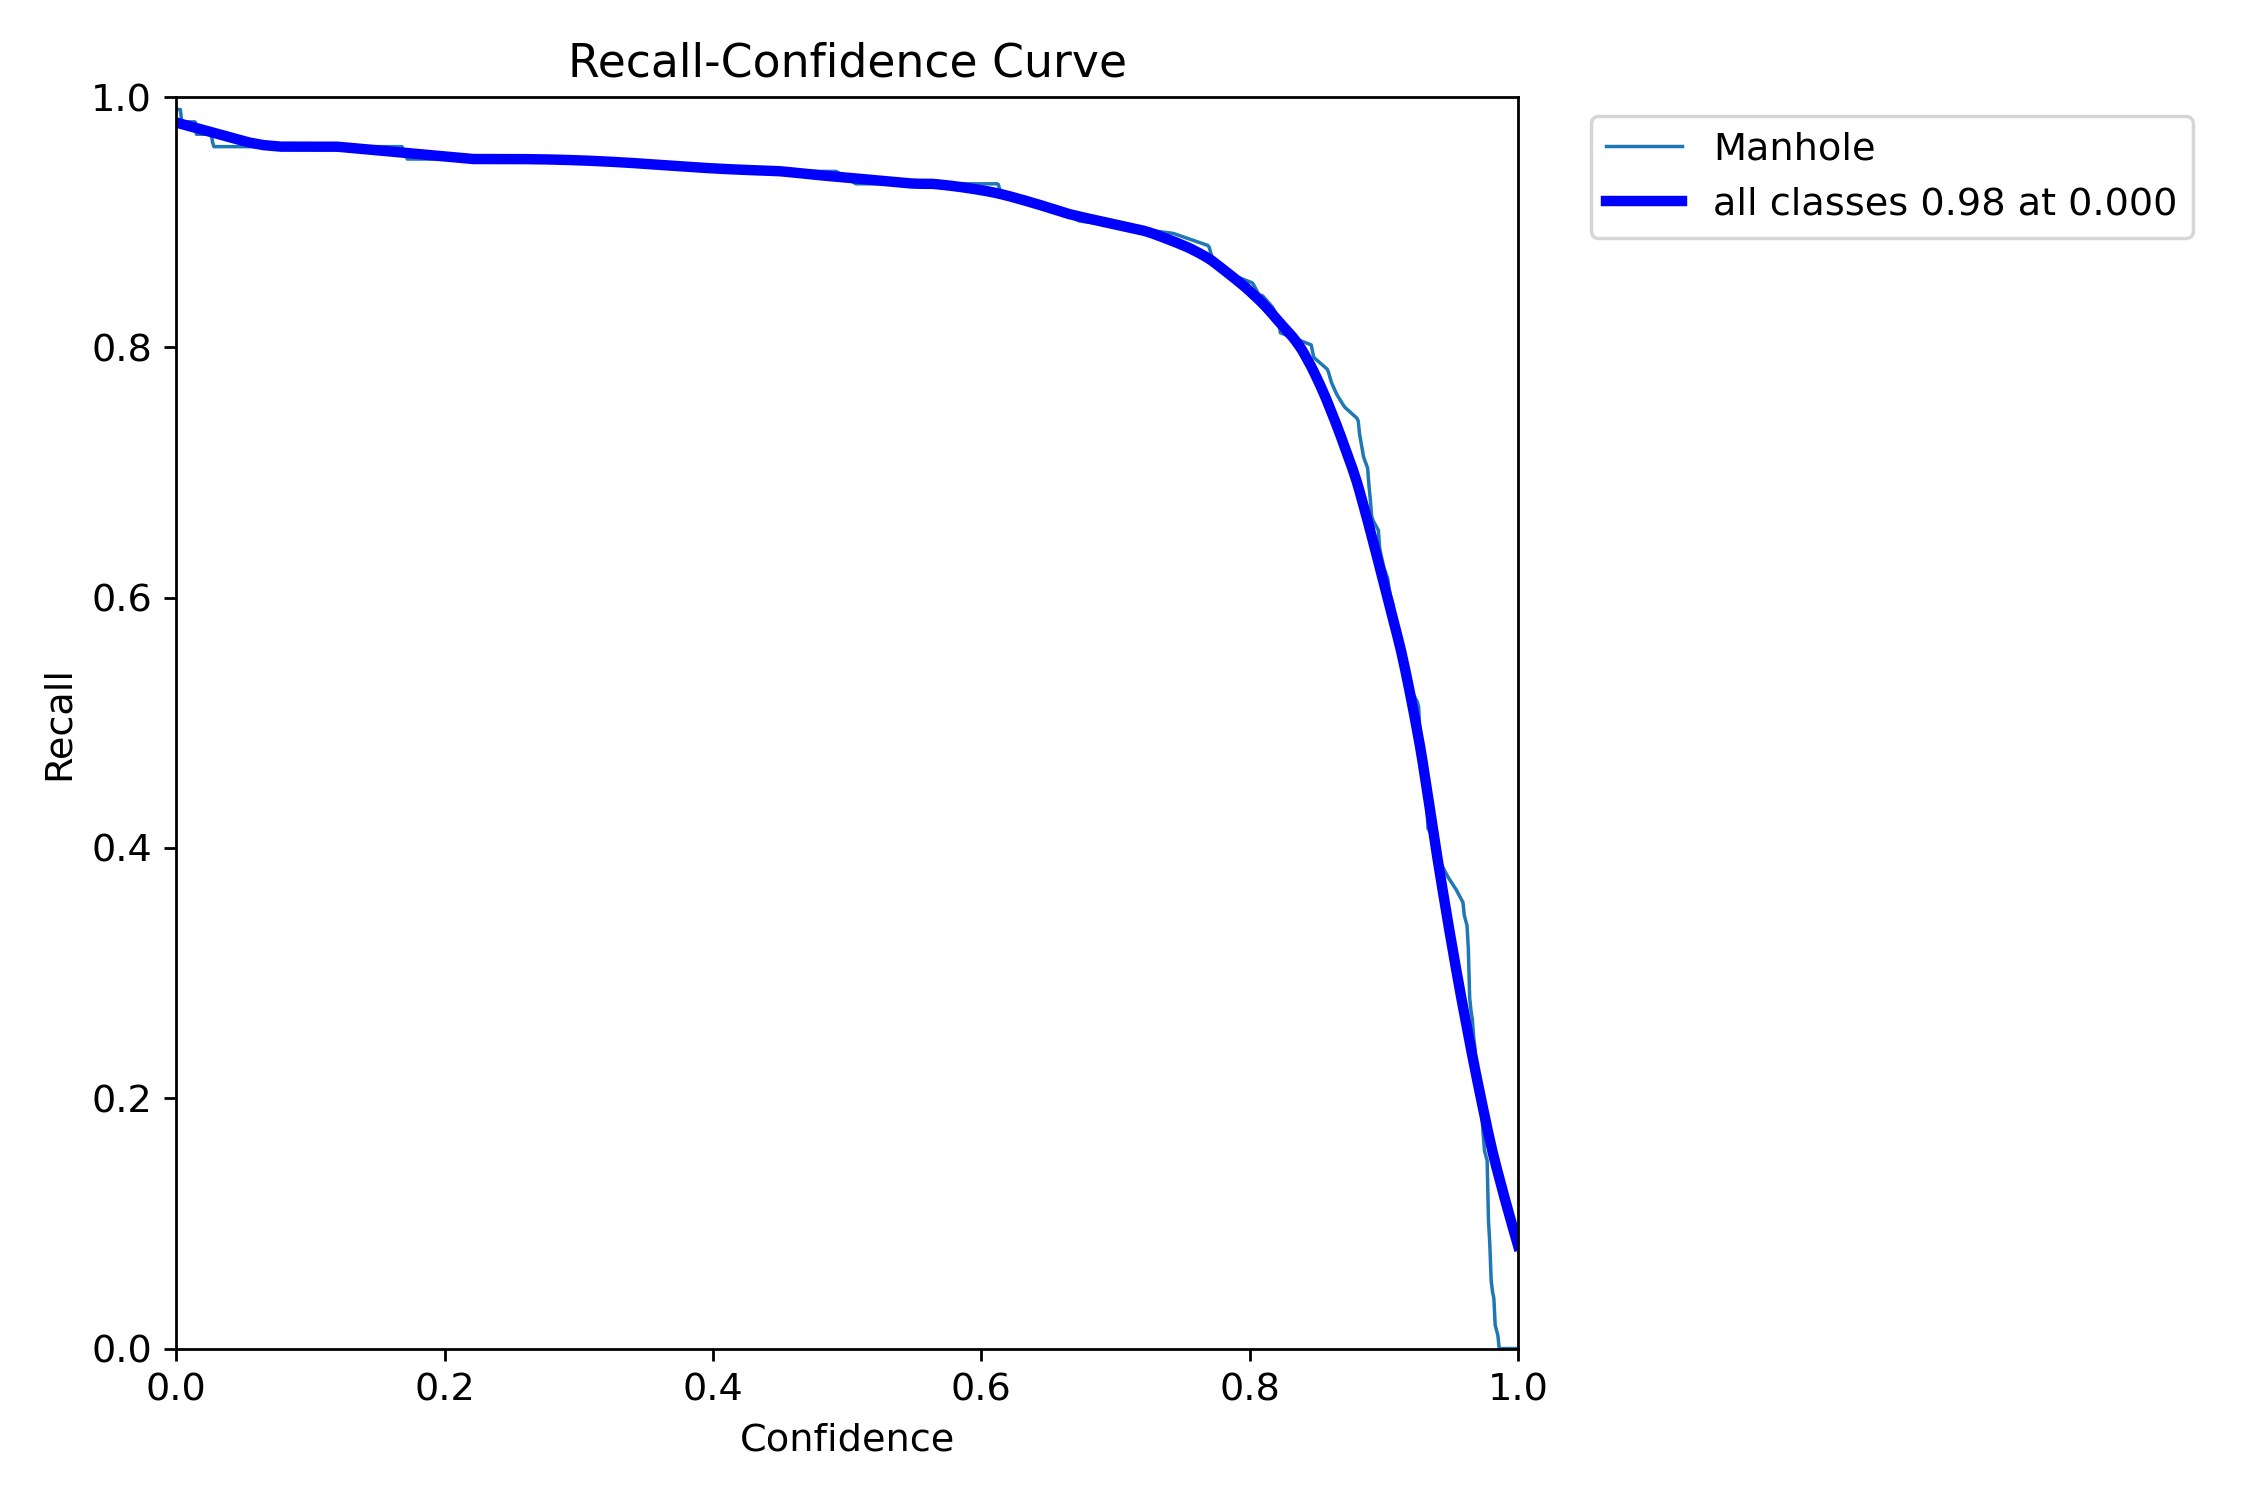 Recall-Confidence Curve
1.0
0.8
0.6
0.4
0.2
0.0
Recall
0.0 0.2 0.4 0.6 0.8 1.0
Confidence
Manhole
all classes 0.98 at 0.000